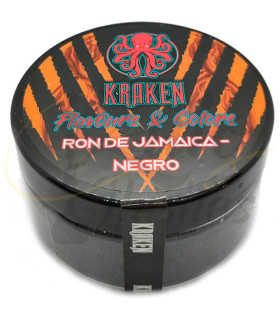 KRAKEN
Flavours & Colors
RON DE JAMAICA -
NEGRO
KRAKEN